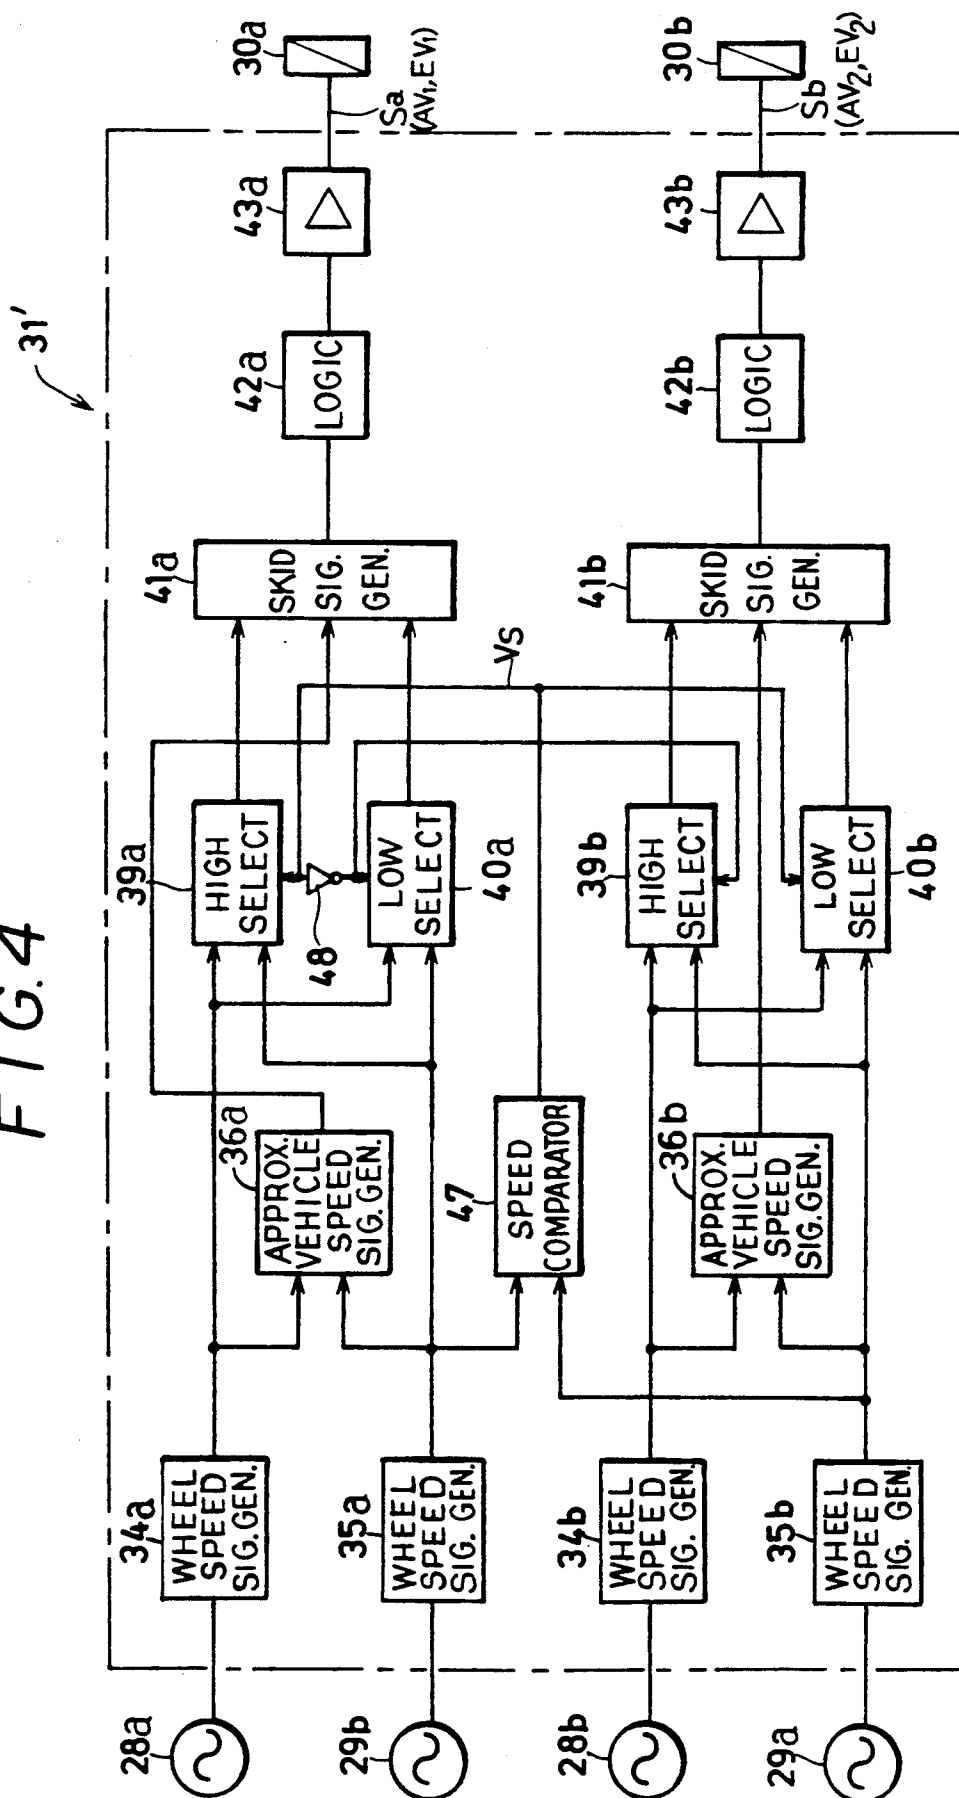 FIG. 4
31'
28a
34a
WHEEL
SPEED
SIG. GEN.
36a
APPROX.
VEHICLE
SPEED
SIG. GEN.
39a
HIGH
SELECT
41a
SKID
SIG.
GEN.
42a
LOGIC
43a
30a
Sa
(AV1, EV1)
29b
35a
WHEEL
SPEED
SIG. GEN.
48
LOW
SELECT
40a
47
SPEED
COMPARATOR
VS
28b
34b
WHEEL
SPEED
SIG. GEN.
36b
APPROX.
VEHICLE
SPEED
SIG. GEN.
39b
HIGH
SELECT
41b
SKID
SIG.
GEN.
42b
LOGIC
43b
30b
Sb
(AV2, EV2)
29a
35b
WHEEL
SPEED
SIG. GEN.
LOW
SELECT
40b